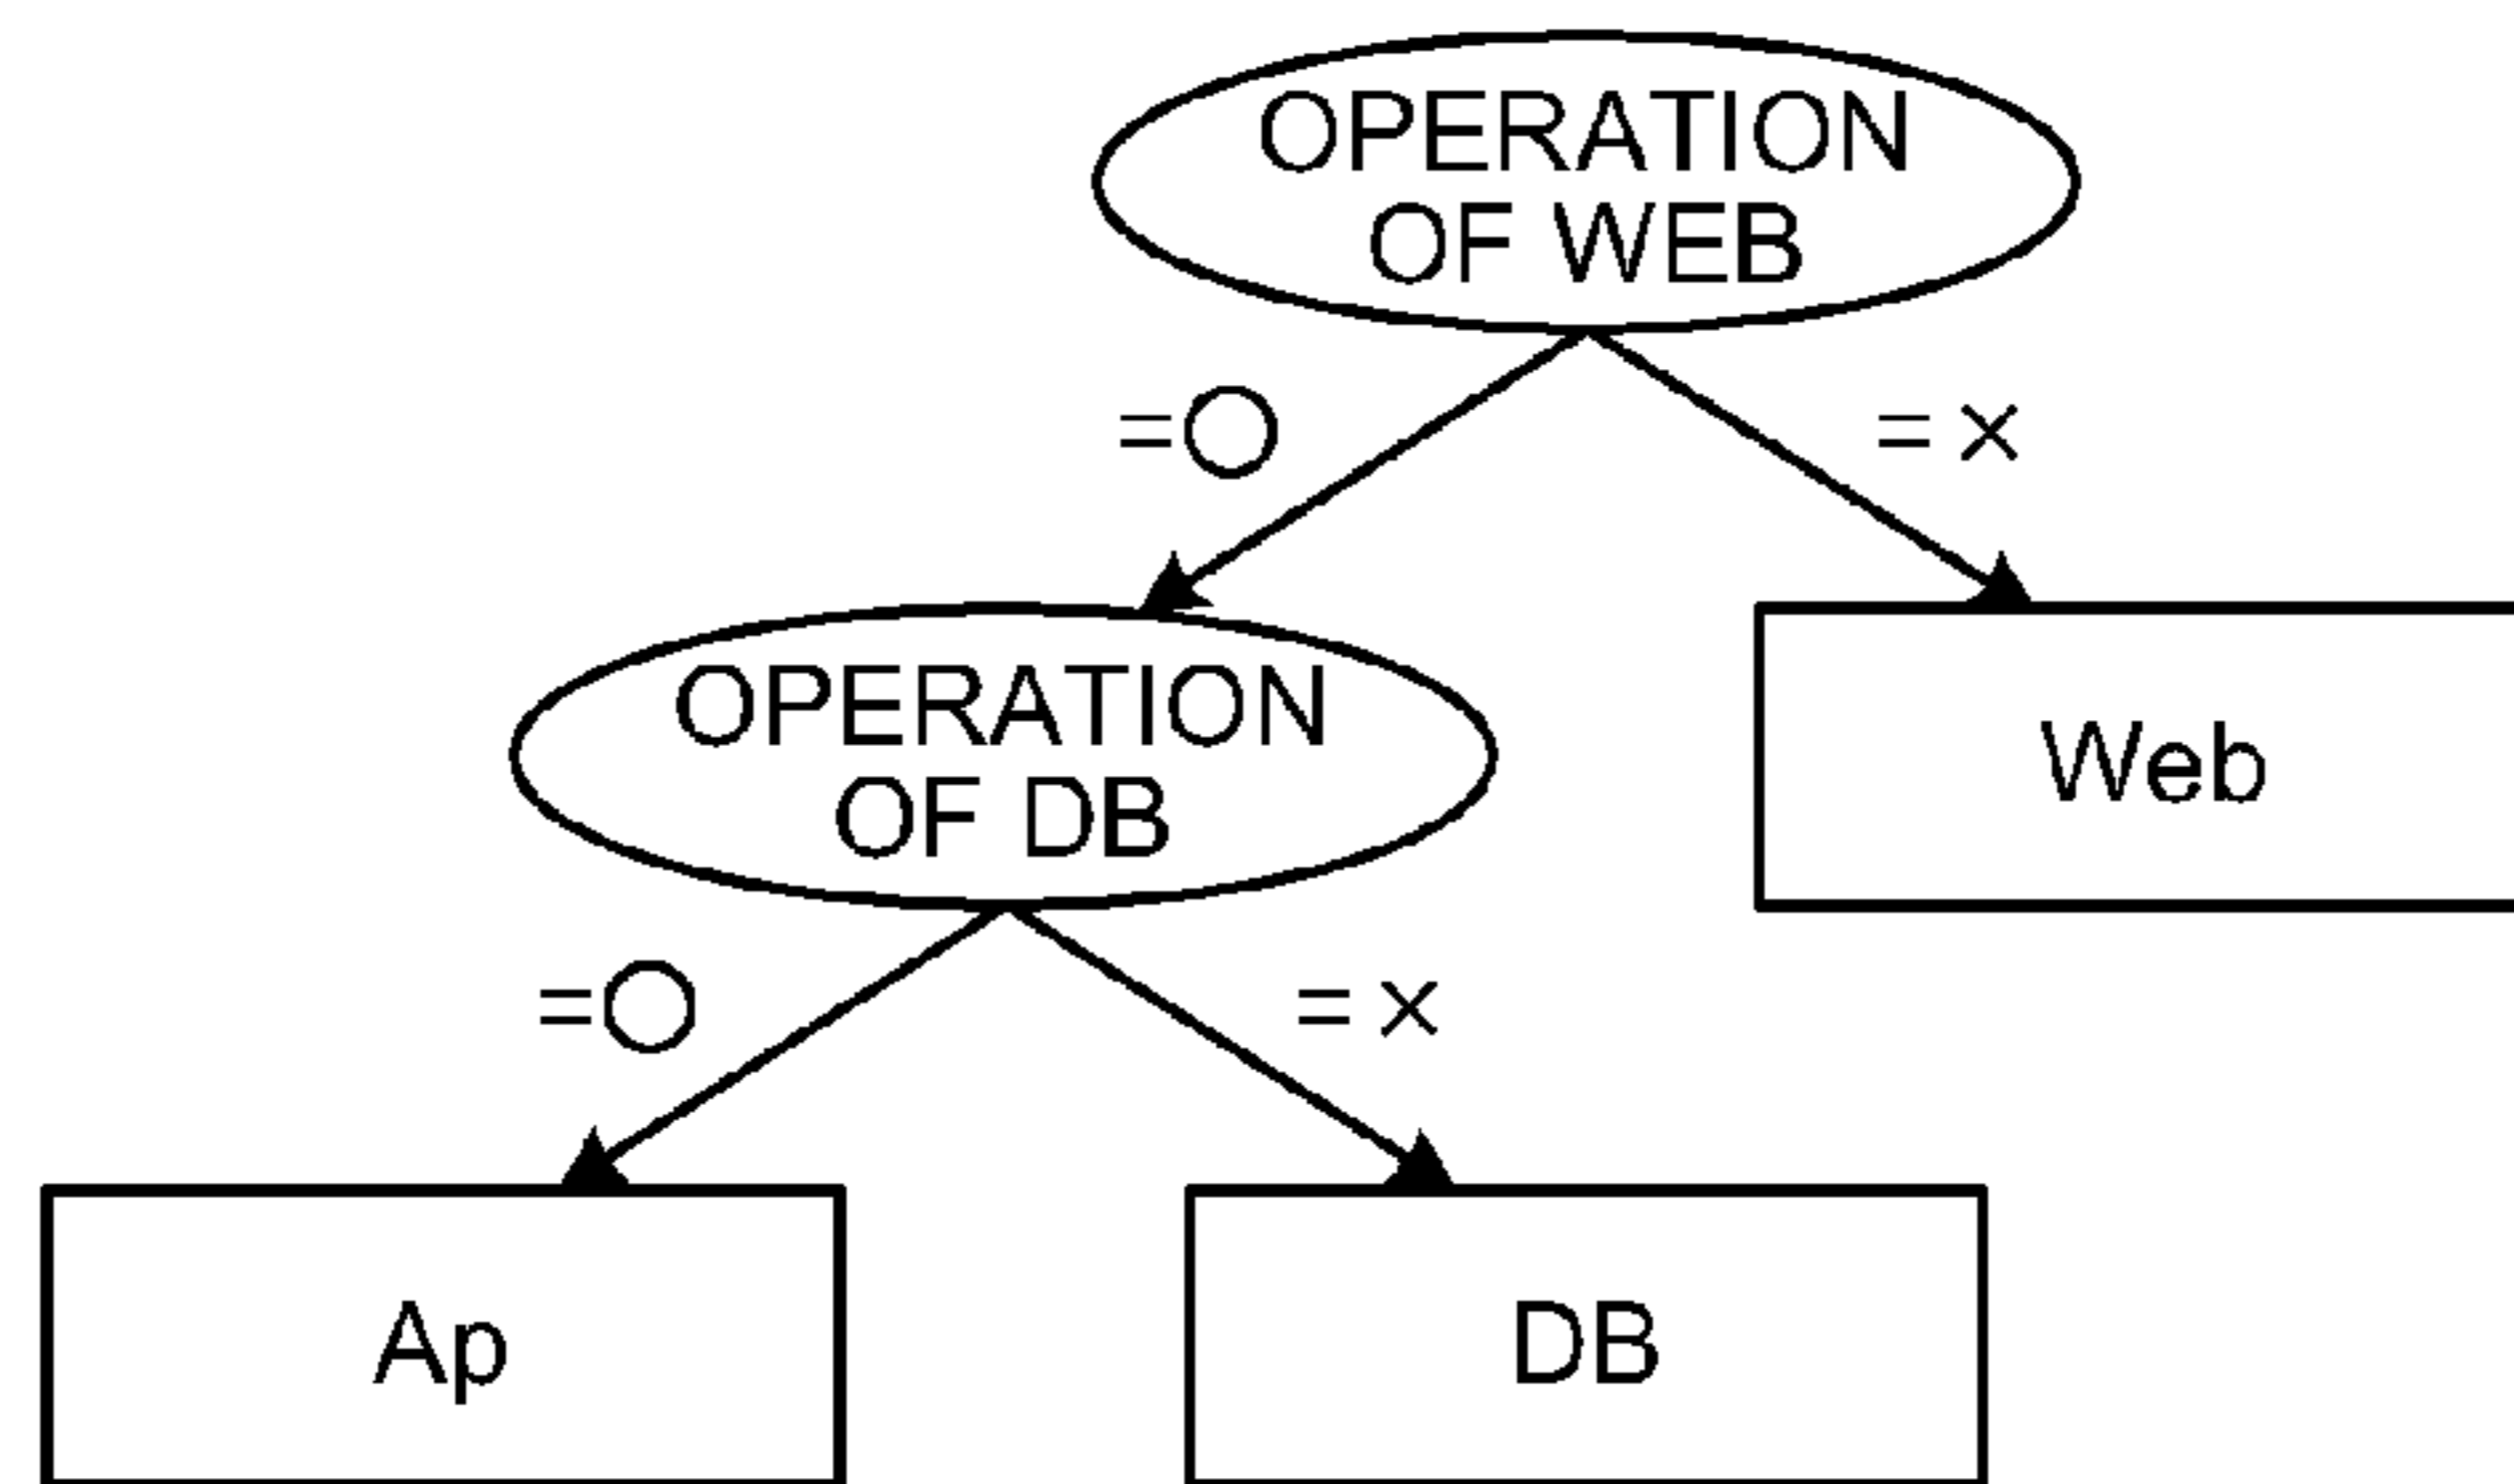 OPERATION
OF WEB
=○
=×
OPERATION
OF DB
Web
=○
=×
Ap
DB